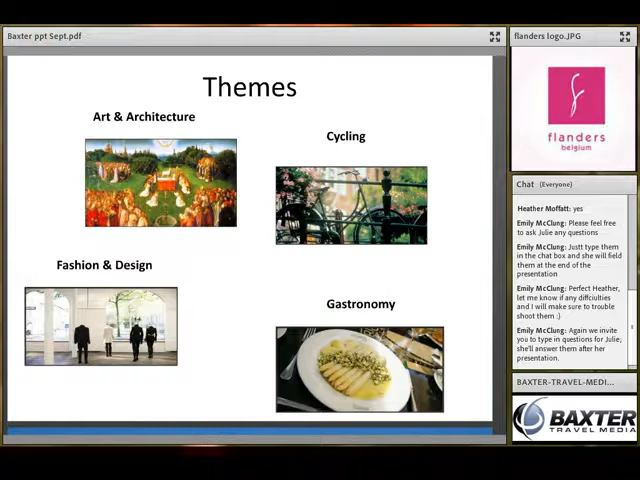 Baxter ppt Sept.pdf
Themes
Art & Architecture
Cycling
Fashion & Design
Gastronomy
flanders logo.JPG
flanders
belgium
Chat (Everyone)
Heather Moffatt: yes
Emily McClung: Please feel free
to ask Julie any questions
Emily McClung: Justt type them
in the chat box and she will field
them at the end of the
presentation
Emily McClung: Perfect Heather,
let me know if any diffciulties
and I will make sure to trouble
shoot them :)
Emily McClung: Again we invite
you to type in questions for Julie;
she'll answer them after her
presentation.
BAXTER-TRAVEL-MEDI...
BAXTER
TRAVEL MEDIA